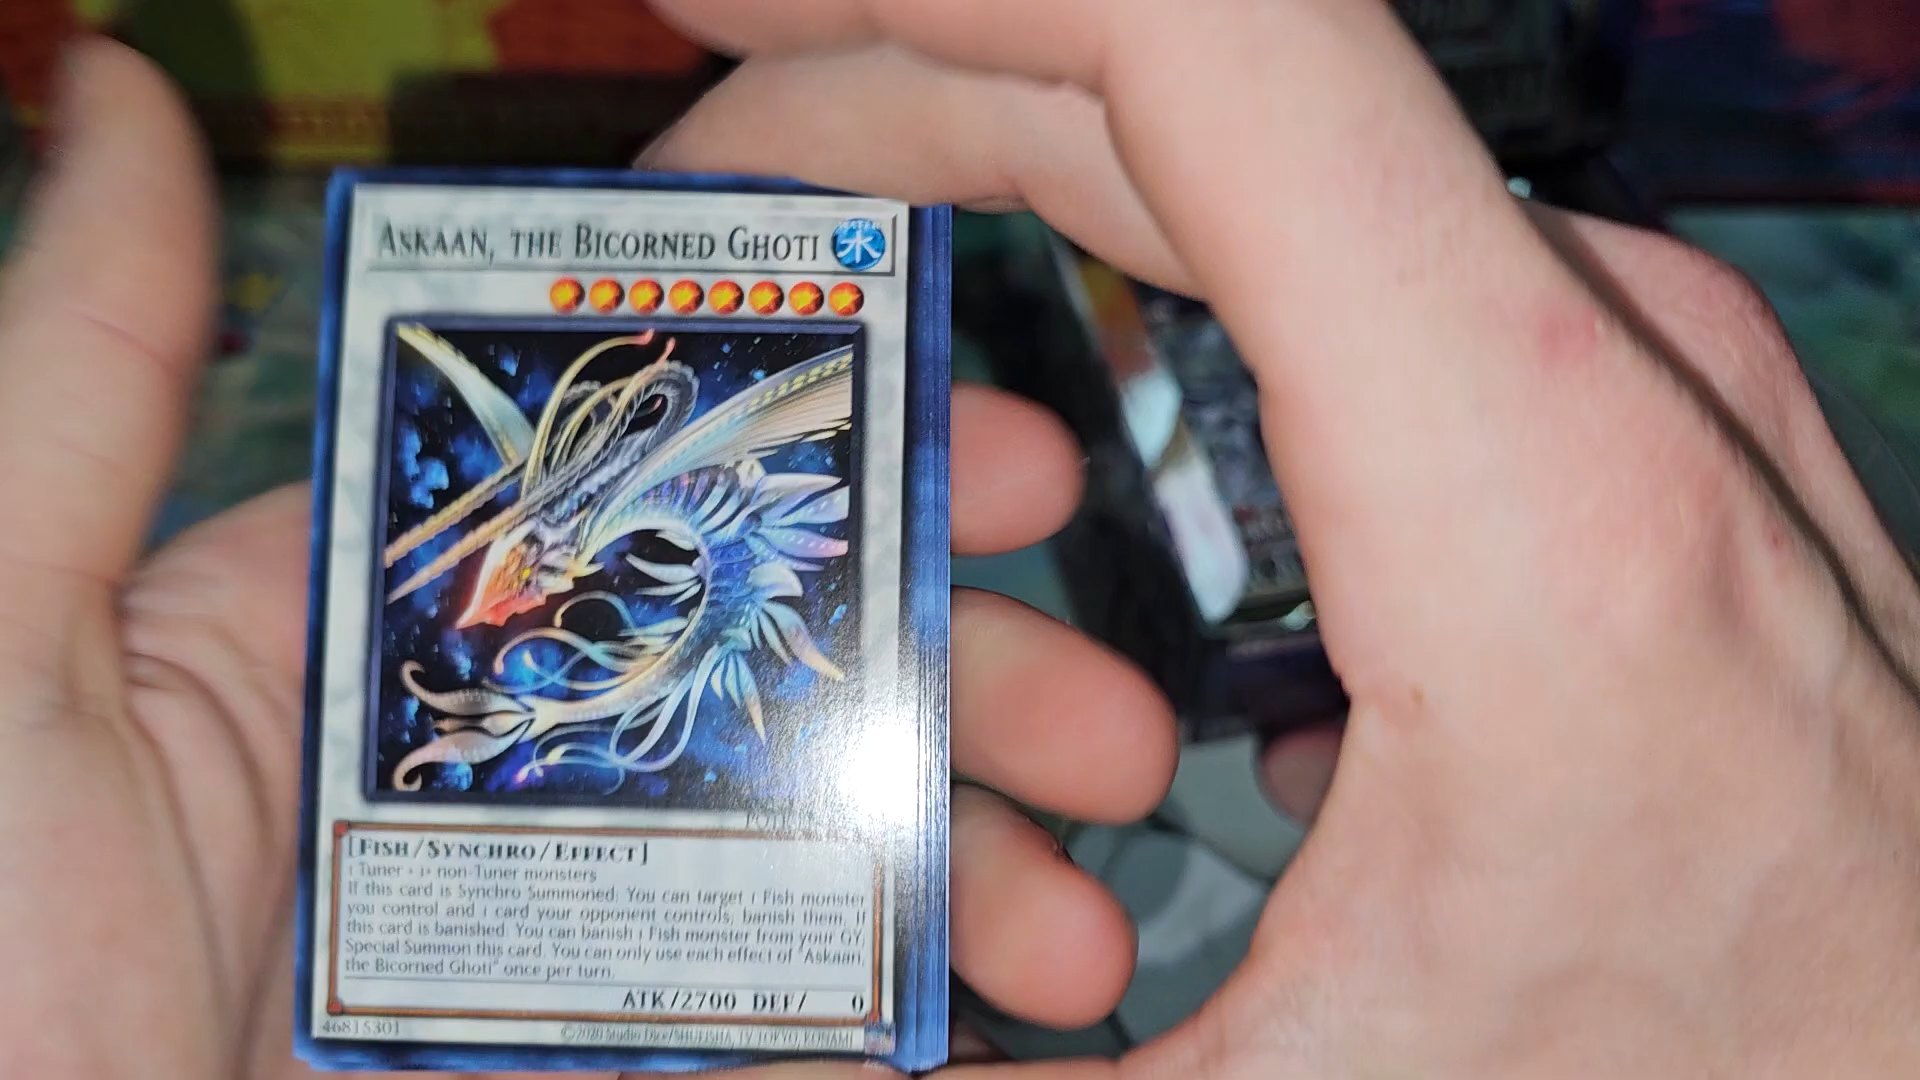 ASKAAN, THE BICORNED GHOTI
WATER
水
[FISH/SYNCHRO/EFFECT]
1 Tuner + 1+ non-Tuner monsters
If this card is Synchro Summoned: You can target 1 Fish monster
you control and 1 card your opponent controls; banish them. If
this card is banished: You can banish 1 Fish monster from your GY;
Special Summon this card. You can only use each effect of "Askaan,
the Bicorned Ghoti" once per turn.
ATK/2700 DEF/ 0
46815301
©2020 Studio Dice/SHUEISHA, TV TOKYO, KONAMI